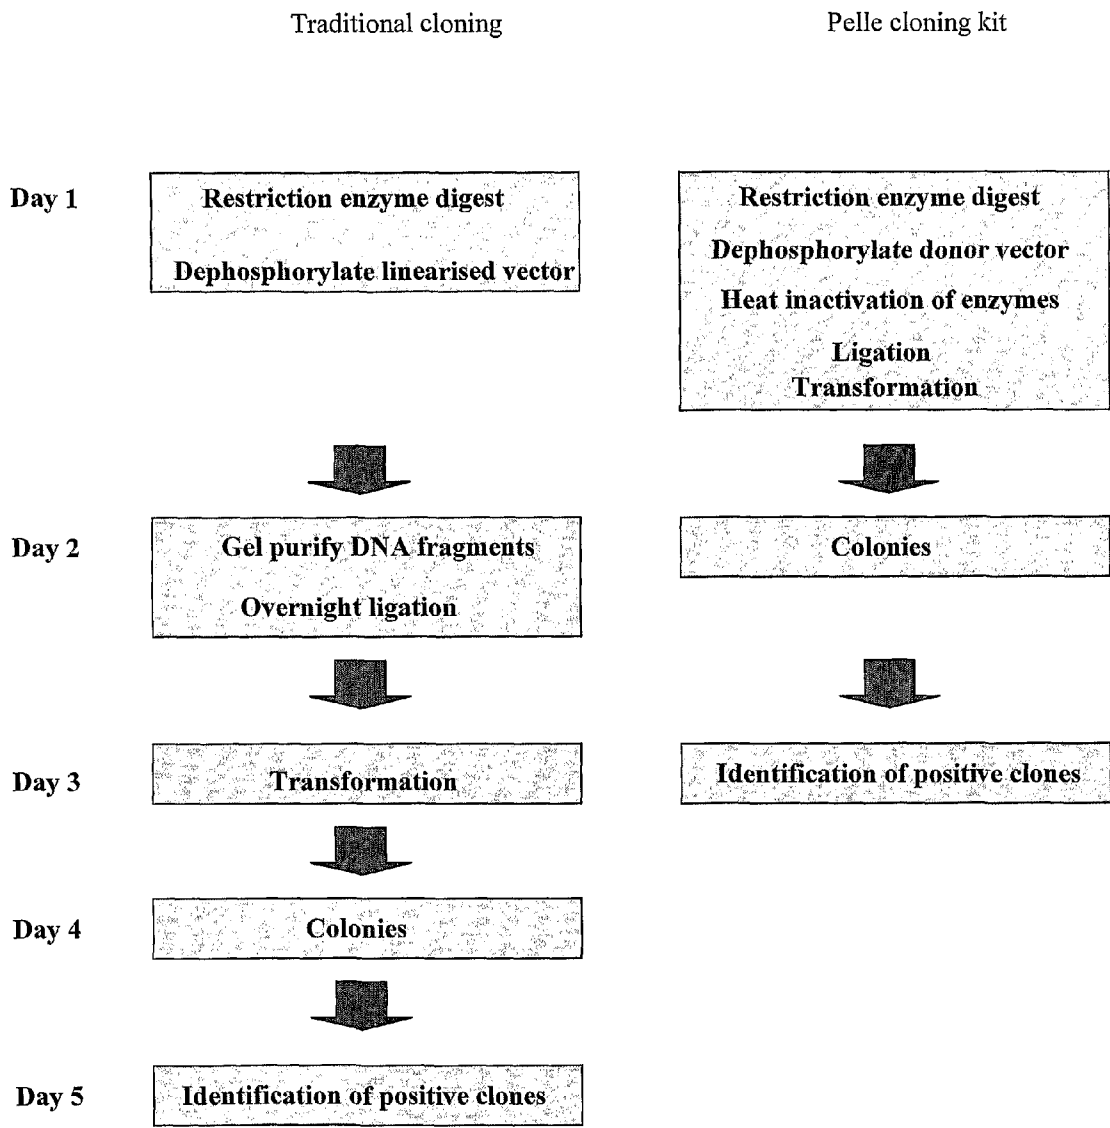 Traditional cloning
Pelle cloning kit
Day 1
Restriction enzyme digest
Dephosphorylate linearised vector
Restriction enzyme digest
Dephosphorylate donor vector
Heat inactivation of enzymes
Ligation
Transformation
Day 2
Gel purify DNA fragments
Overnight ligation
Colonies
Day 3
Transformation
Identification of positive clones
Day 4
Colonies
Day 5
Identification of positive clones